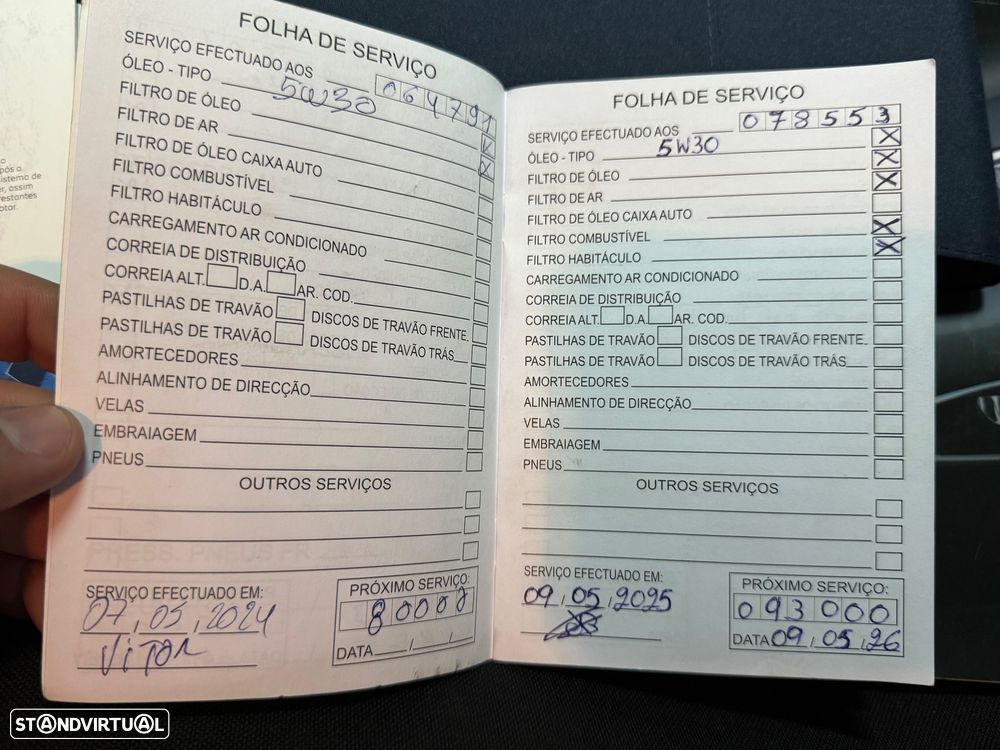 pós o
istema de
er, assim
restantes
otor.
FOLHA DE SERVIÇO
SERVIÇO EFECTUADO AOS 064791
ÓLEO - TIPO 5W30
FILTRO DE ÓLEO
FILTRO DE AR
FILTRO DE ÓLEO CAIXA AUTO
FILTRO COMBUSTÍVEL
FILTRO HABITÁCULO
CARREGAMENTO AR CONDICIONADO
CORREIA DE DISTRIBUIÇÃO
CORREIA ALT. D.A. AR. COD.
PASTILHAS DE TRAVÃO DISCOS DE TRAVÃO FRENTE
PASTILHAS DE TRAVÃO DISCOS DE TRAVÃO TRÁS
AMORTECEDORES
ALINHAMENTO DE DIRECÇÃO
VELAS
EMBRAIAGEM
PNEUS
OUTROS SERVIÇOS
SERVIÇO EFECTUADO EM:
07,05,2024
Vitor
PRÓXIMO SERVIÇO:
80000
DATA / /
FOLHA DE SERVIÇO
SERVIÇO EFECTUADO AOS 078553
ÓLEO - TIPO 5W30
FILTRO DE ÓLEO
FILTRO DE AR
FILTRO DE ÓLEO CAIXA AUTO
FILTRO COMBUSTÍVEL
FILTRO HABITÁCULO
CARREGAMENTO AR CONDICIONADO
CORREIA DE DISTRIBUIÇÃO
CORREIA ALT. D.A. AR. COD.
PASTILHAS DE TRAVÃO DISCOS DE TRAVÃO FRENTE
PASTILHAS DE TRAVÃO DISCOS DE TRAVÃO TRÁS
AMORTECEDORES
ALINHAMENTO DE DIRECÇÃO
VELAS
EMBRAIAGEM
PNEUS
OUTROS SERVIÇOS
SERVIÇO EFECTUADO EM:
09,05,2025
PRÓXIMO SERVIÇO:
093000
DATA 09/05/26
STANDVIRTUAL